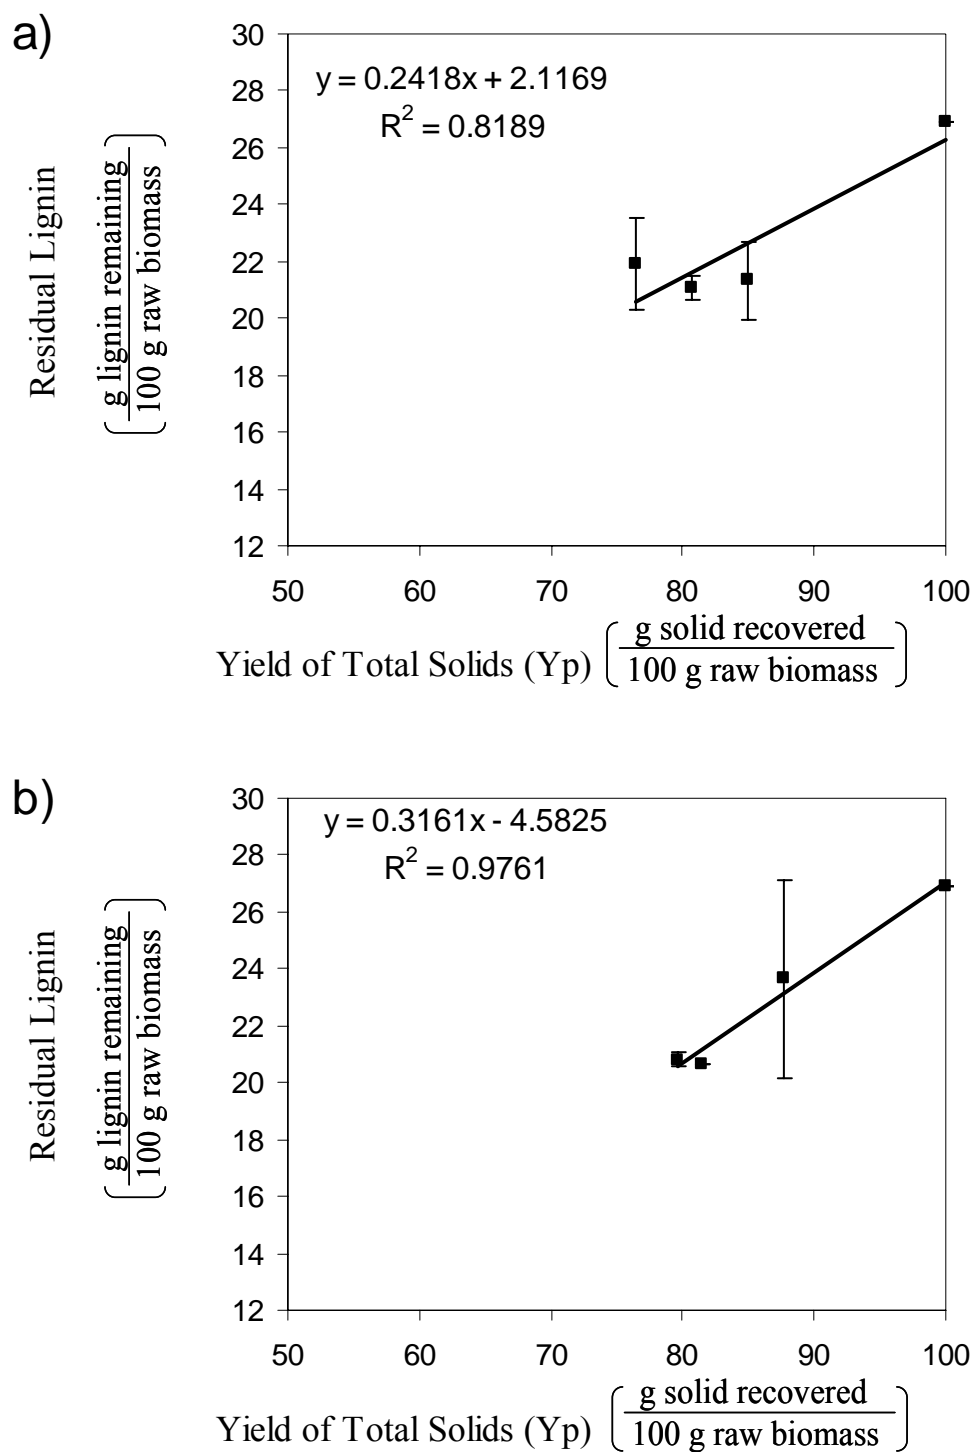 a)
30
28
26
24
22
20
18
16
14
12
y = 0.2418x + 2.1169
R² = 0.8189
Residual Lignin
g lignin remaining
100 g raw biomass
50 60 70 80 90 100
Yield of Total Solids (Yp) g solid recovered
100 g raw biomass
b)
30
28
26
24
22
20
18
16
14
12
y = 0.3161x - 4.5825
R² = 0.9761
Residual Lignin
g lignin remaining
100 g raw biomass
50 60 70 80 90 100
Yield of Total Solids (Yp) g solid recovered
100 g raw biomass